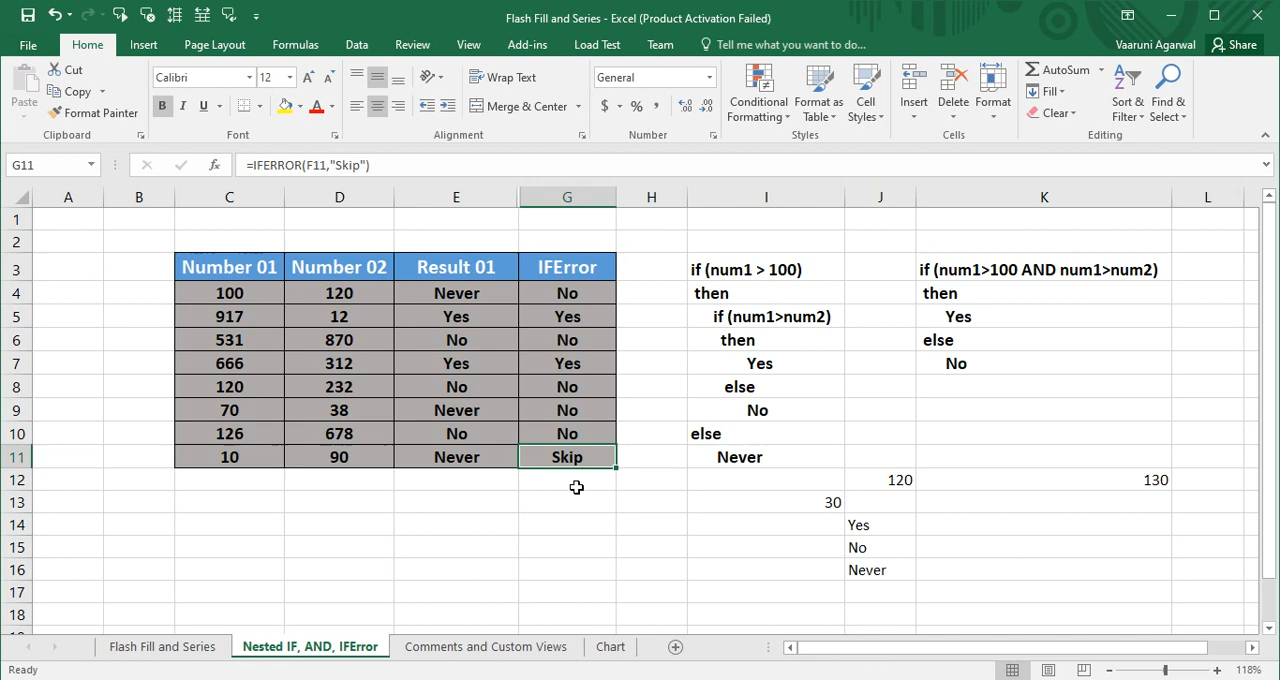 Flash Fill and Series - Excel (Product Activation Failed)
File Home Insert Page Layout Formulas Data Review View Add-ins Load Test Team Tell me what you want to do... Vaaruni Agarwal Share
Paste Cut Copy Format Painter Clipboard
Calibri 12 B I U A Font
Wrap Text Merge & Center Alignment
General $ % , Number
Conditional Formatting Format as Table Cell Styles Styles
Insert Delete Format Cells
AutoSum Fill Clear Sort & Filter Find & Select Editing
G11 fx =IFERROR(F11,"Skip")
A B C D E G H I J K L
1
2
3 Number 01 Number 02 Result 01 IFError if (num1 > 100) if (num1>100 AND num1>num2)
4 100 120 Never No then then
5 917 12 Yes Yes if (num1>num2) Yes
6 531 870 No No then else
7 666 312 Yes Yes Yes No
8 120 232 No No else
9 70 38 Never No No
10 126 678 No No else
11 10 90 Never Skip Never
12 120 130
13 30
14 Yes
15 No
16 Never
17
18
Flash Fill and Series Nested IF, AND, IFError Comments and Custom Views Chart
Ready 118%